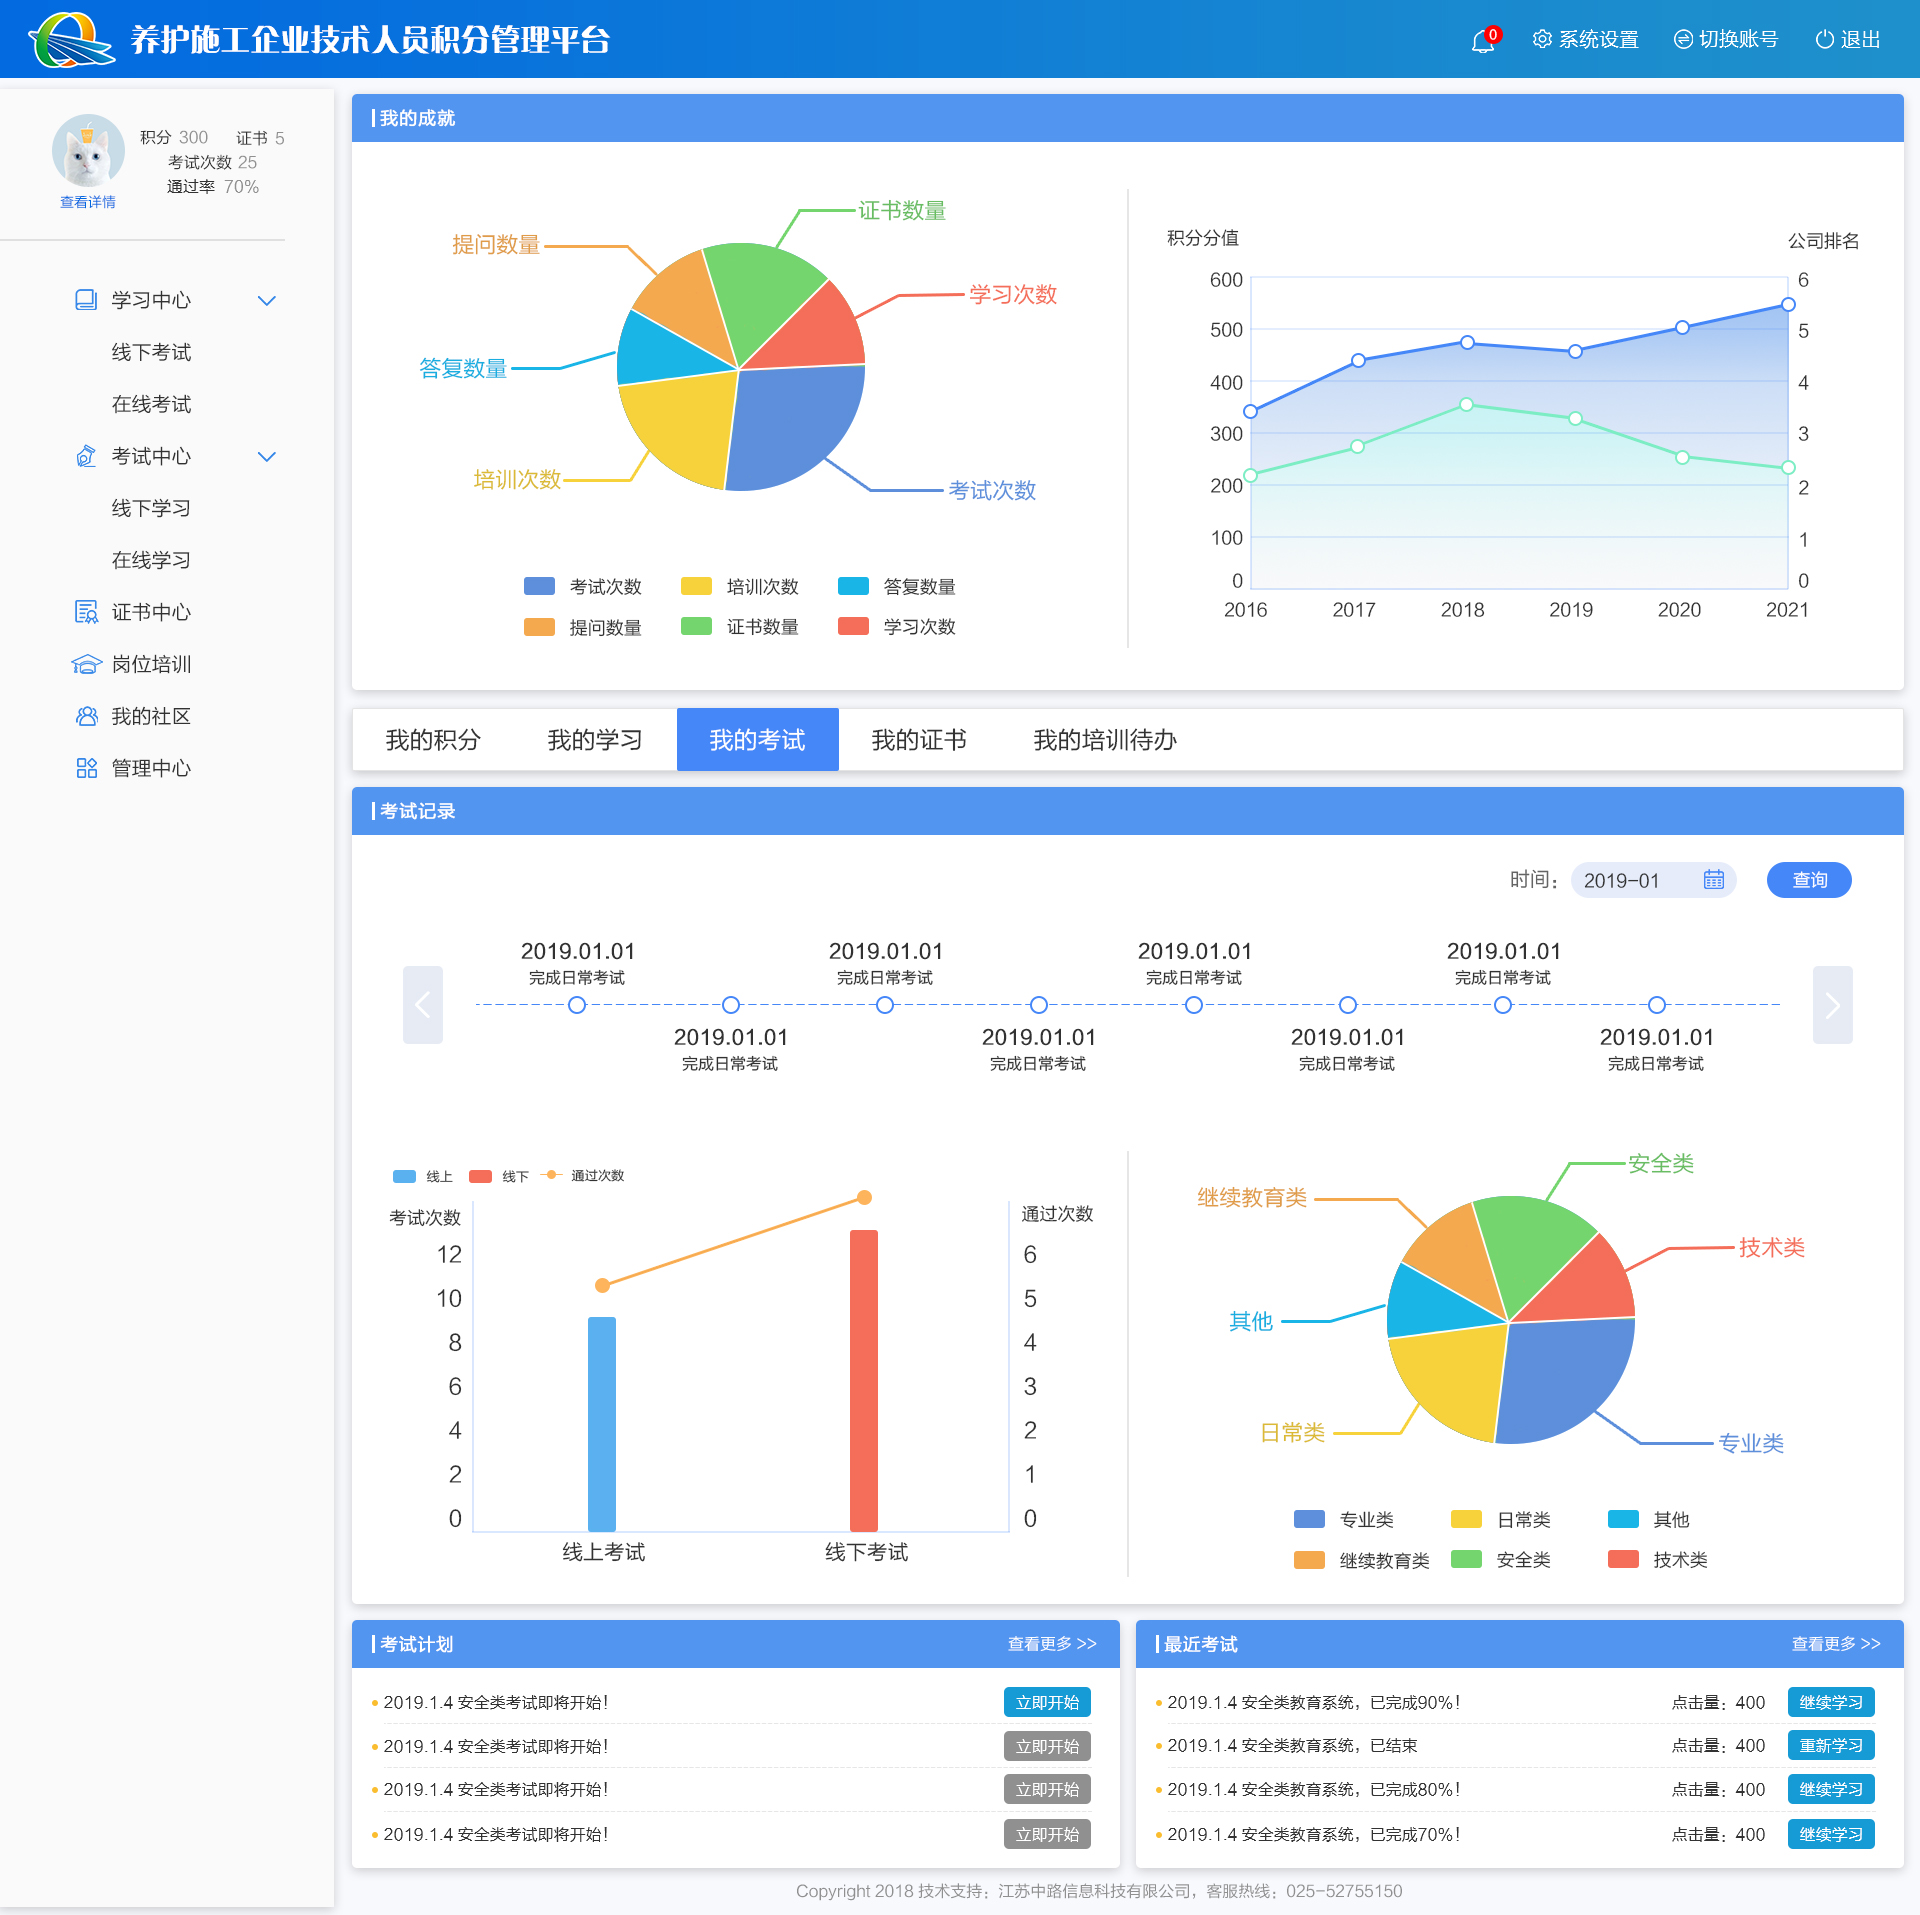 养护施工企业技术人员积分管理平台
0
系统设置
切换账号
退出
积分 300 证书 5
考试次数 25
通过率 70%
查看详情
学习中心
线下考试
在线考试
考试中心
线下学习
在线学习
证书中心
岗位培训
我的社区
管理中心
我的成就
证书数量
提问数量
学习次数
答复数量
培训次数
考试次数
考试次数 培训次数 答复数量
提问数量 证书数量 学习次数
积分分值 公司排名
600 6
500 5
400 4
300 3
200 2
100 1
0 0
2016 2017 2018 2019 2020 2021
我的积分 我的学习 我的考试 我的证书 我的培训待办
考试记录
时间： 2019-01 查询
2019.01.01 2019.01.01 2019.01.01 2019.01.01
完成日常考试 完成日常考试 完成日常考试 完成日常考试
2019.01.01 2019.01.01 2019.01.01 2019.01.01
完成日常考试 完成日常考试 完成日常考试 完成日常考试
线上 线下 通过次数
考试次数 通过次数
12 6
10 5
8 4
6 3
4 2
2 1
0 0
线上考试 线下考试
安全类
继续教育类
技术类
其他
日常类
专业类
专业类 日常类 其他
继续教育类 安全类 技术类
考试计划 查看更多 >>
2019.1.4 安全类考试即将开始！ 立即开始
2019.1.4 安全类考试即将开始！ 立即开始
2019.1.4 安全类考试即将开始！ 立即开始
2019.1.4 安全类考试即将开始！ 立即开始
最近考试 查看更多 >>
2019.1.4 安全类教育系统，已完成90%！ 点击量：400 继续学习
2019.1.4 安全类教育系统，已结束 点击量：400 重新学习
2019.1.4 安全类教育系统，已完成80%！ 点击量：400 继续学习
2019.1.4 安全类教育系统，已完成70%！ 点击量：400 继续学习
Copyright 2018 技术支持：江苏中路信息科技有限公司，客服热线：025-52755150